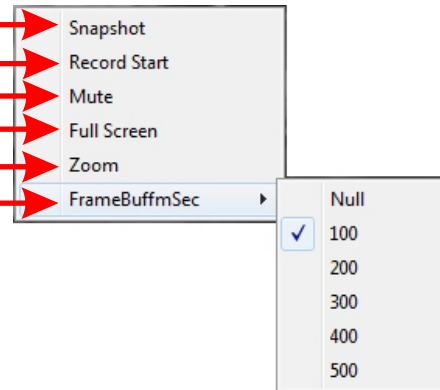 Snapshot
Record Start
Mute
Full Screen
Zoom
FrameBuffmSec
Null
100
200
300
400
500